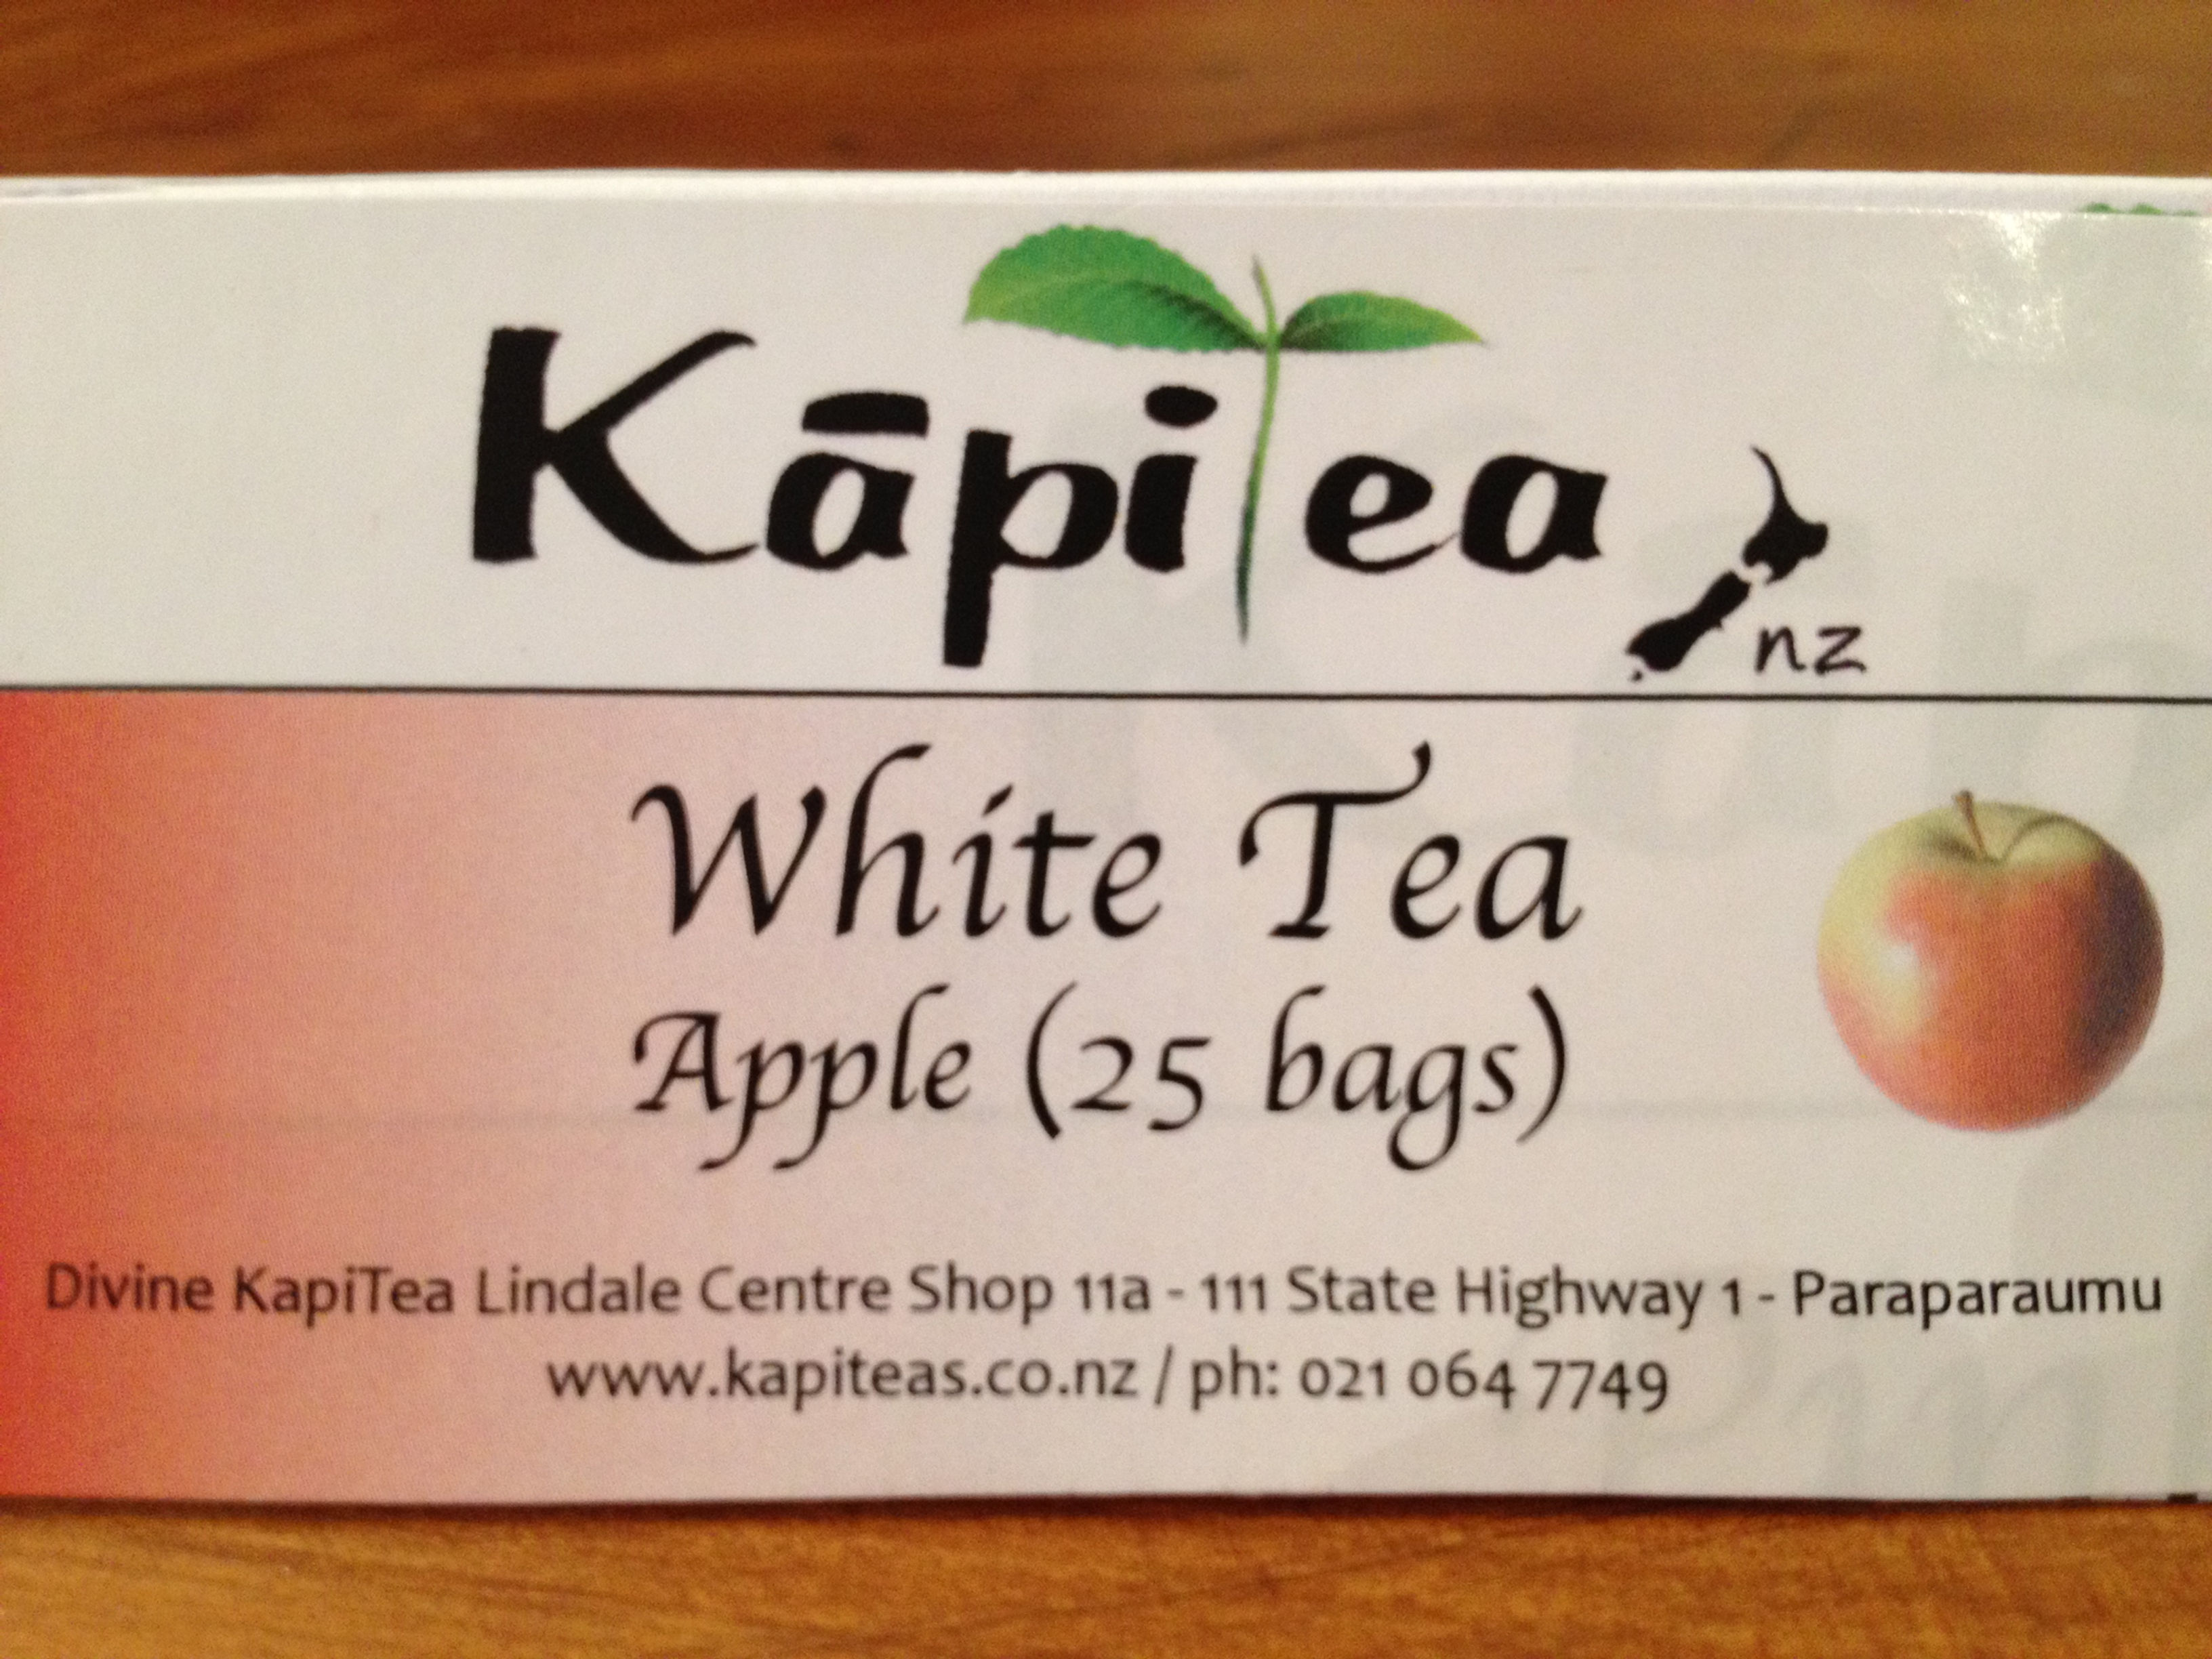 KāpiTea
nz
White Tea
Apple (25 bags)
Divine KapiTea Lindale Centre Shop 11a - 111 State Highway 1 - Paraparaumu
www.kapiteas.co.nz / ph: 021 064 7749